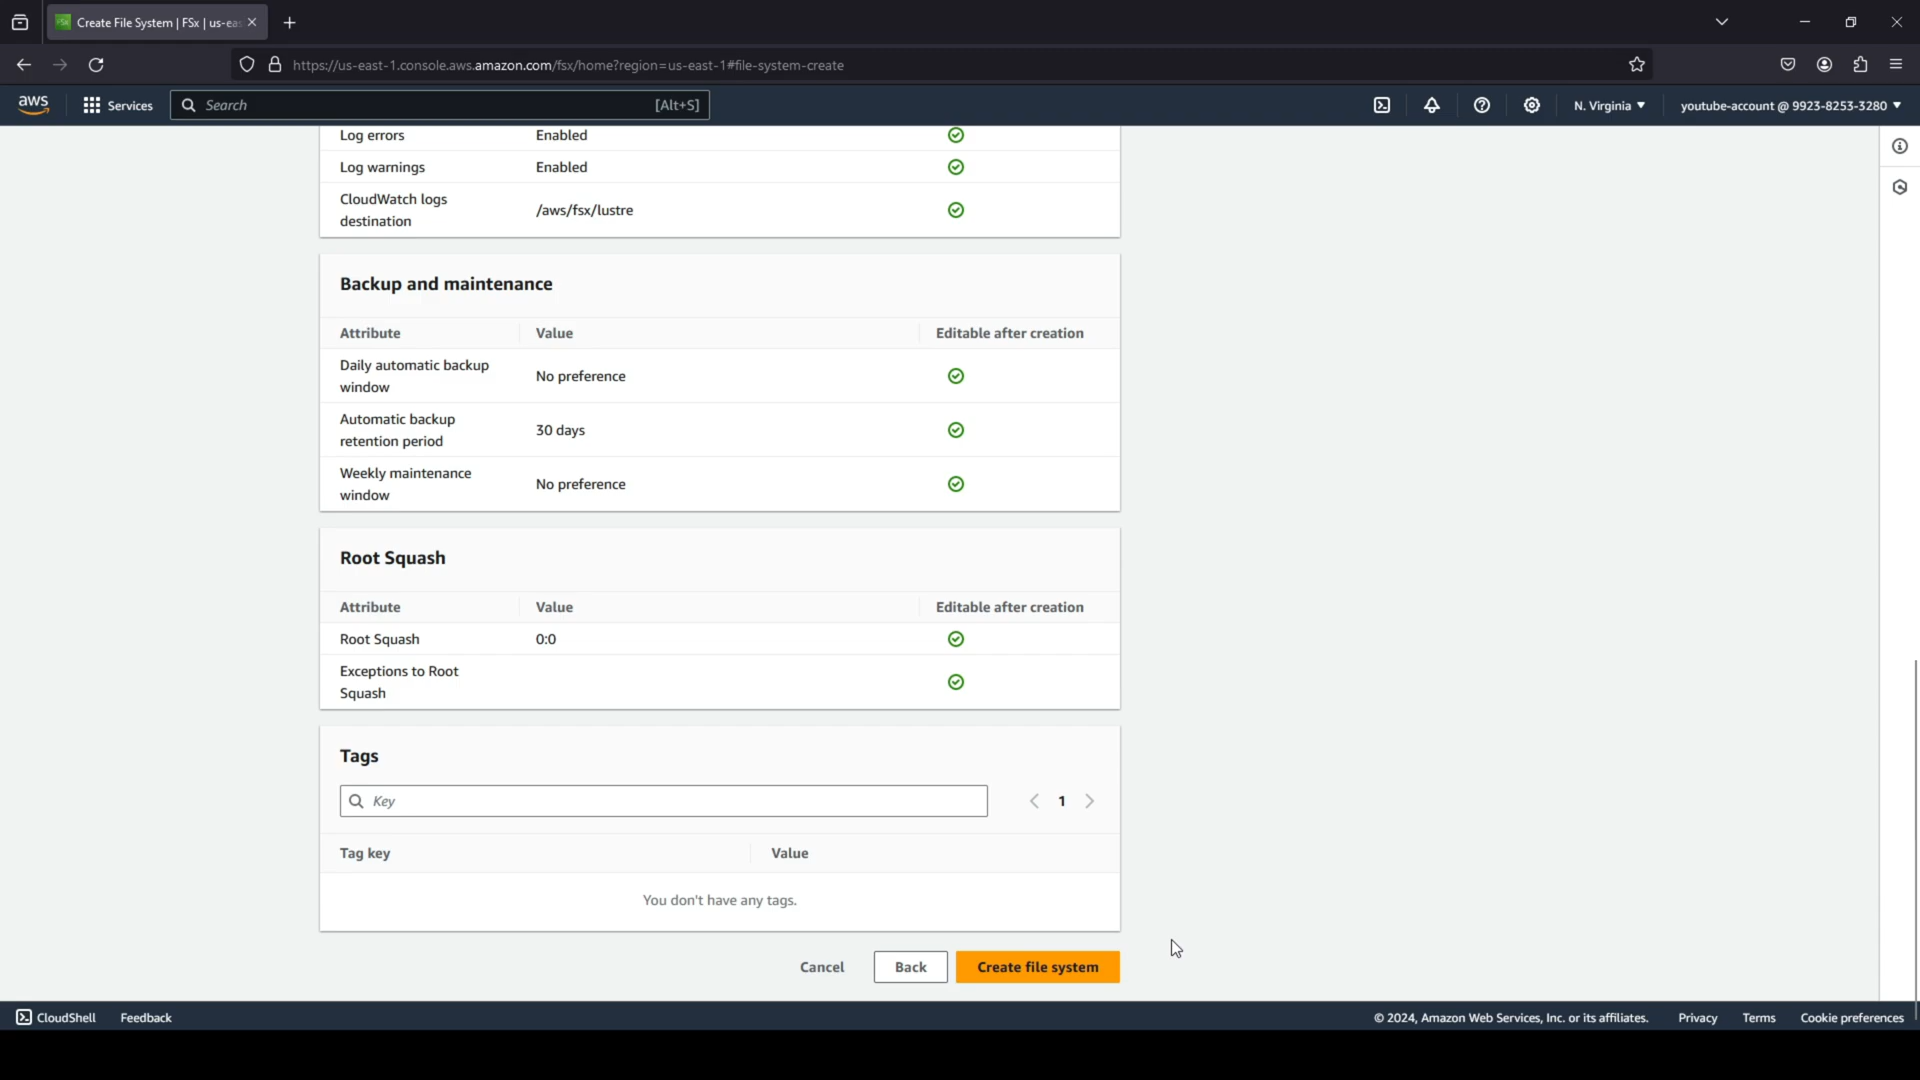 Create File System | FSx | us-eas
https://us-east-1.console.aws.amazon.com/fsx/home?region=us-east-1#file-system-create
aws Services Search [Alt+S] N. Virginia youtube-account @ 9923-8253-3280
Log errors Enabled
Log warnings Enabled
CloudWatch logs
destination /aws/fsx/lustre
Backup and maintenance
Attribute Value Editable after creation
Daily automatic backup
window No preference
Automatic backup
retention period 30 days
Weekly maintenance
window No preference
Root Squash
Attribute Value Editable after creation
Root Squash 0:0
Exceptions to Root
Squash
Tags
Key 1
Tag key Value
You don't have any tags.
Cancel Back Create file system
CloudShell Feedback © 2024, Amazon Web Services, Inc. or its affiliates. Privacy Terms Cookie preferences